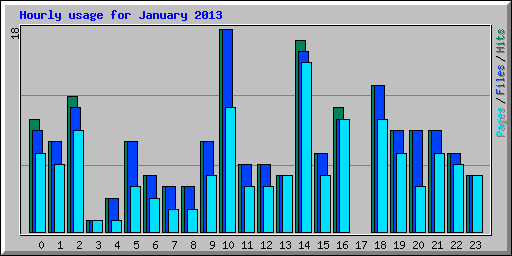 Hourly usage for January 2013
18
Pages/Files/Hits
0 1 2 3 4 5 6 7 8 9 10 11 12 13 14 15 16 17 18 19 20 21 22 23